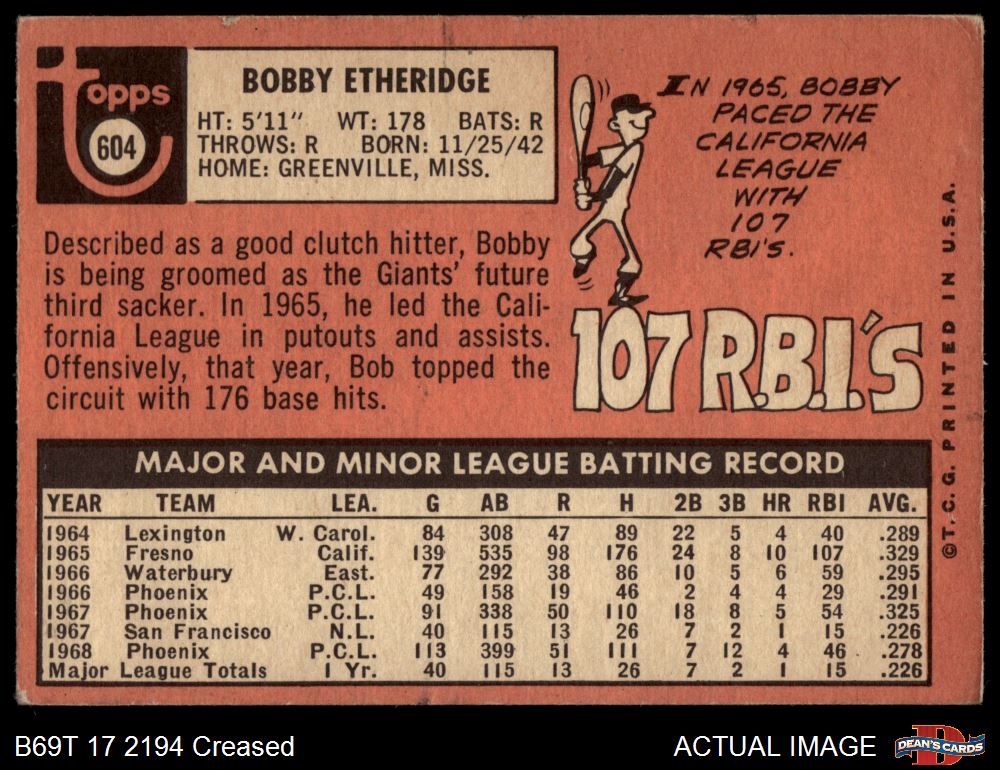 Topps
604
BOBBY ETHERIDGE
HT: 5'11" WT: 178 BATS: R
THROWS: R BORN: 11/25/42
HOME: GREENVILLE, MISS.
IN 1965, BOBBY
PACED THE
CALIFORNIA
LEAGUE
WITH
107
RBI'S.
Described as a good clutch hitter, Bobby
is being groomed as the Giants' future
third sacker. In 1965, he led the Cali-
fornia League in putouts and assists.
Offensively, that year, Bob topped the
circuit with 176 base hits.
107 R.B.I.'S
©T.C.G. PRINTED IN U.S.A.
MAJOR AND MINOR LEAGUE BATTING RECORD
YEAR TEAM LEA. G AB R H 2B 3B HR RBI AVG.
1964 Lexington W. Carol. 84 308 47 89 22 5 4 40 .289
1965 Fresno Calif. 139 535 98 176 24 8 10 107 .329
1966 Waterbury East. 77 292 38 86 10 5 6 59 .295
1966 Phoenix P.C.L. 49 158 19 46 2 4 4 29 .291
1967 Phoenix P.C.L. 91 338 50 110 18 8 5 54 .325
1967 San Francisco N.L. 40 115 13 26 7 2 1 15 .226
1968 Phoenix P.C.L. 113 399 51 111 7 12 4 46 .278
Major League Totals 1 Yr. 40 115 13 26 7 2 1 15 .226
B69T 17 2194 Creased
ACTUAL IMAGE
D
DEAN'S CARDS